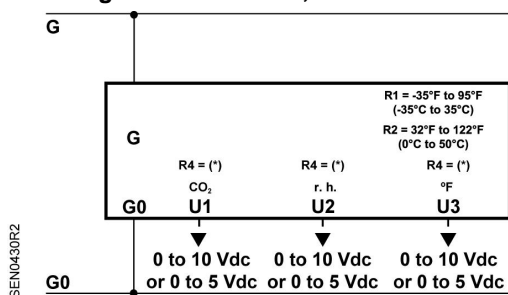 G
R1 = -35°F to 95°F
(-35°C to 35°C)
R2 = 32°F to 122°F
(0°C to 50°C)
G
R4 = (*) R4 = (*) R4 = (*)
CO₂ r. h. °F
G0 U1 U2 U3
0 to 10 Vdc 0 to 10 Vdc 0 to 10 Vdc
or 0 to 5 Vdc or 0 to 5 Vdc or 0 to 5 Vdc
G0
SEN0430R2